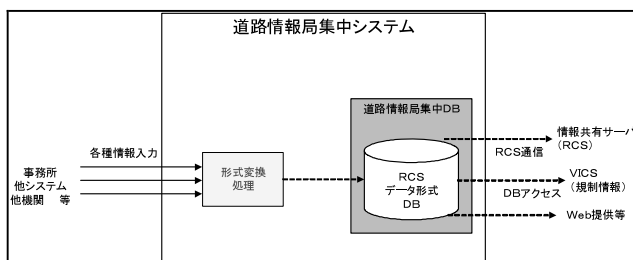 道路情報局集中システム
道路情報局集中DB
各種情報入力
事務所
他システム
他機関　等
形式変換
処理
RCS
データ形式
DB
RCS通信
情報共有サーバ
(RCS)
VICS
(規制情報)
DBアクセス
Web提供等